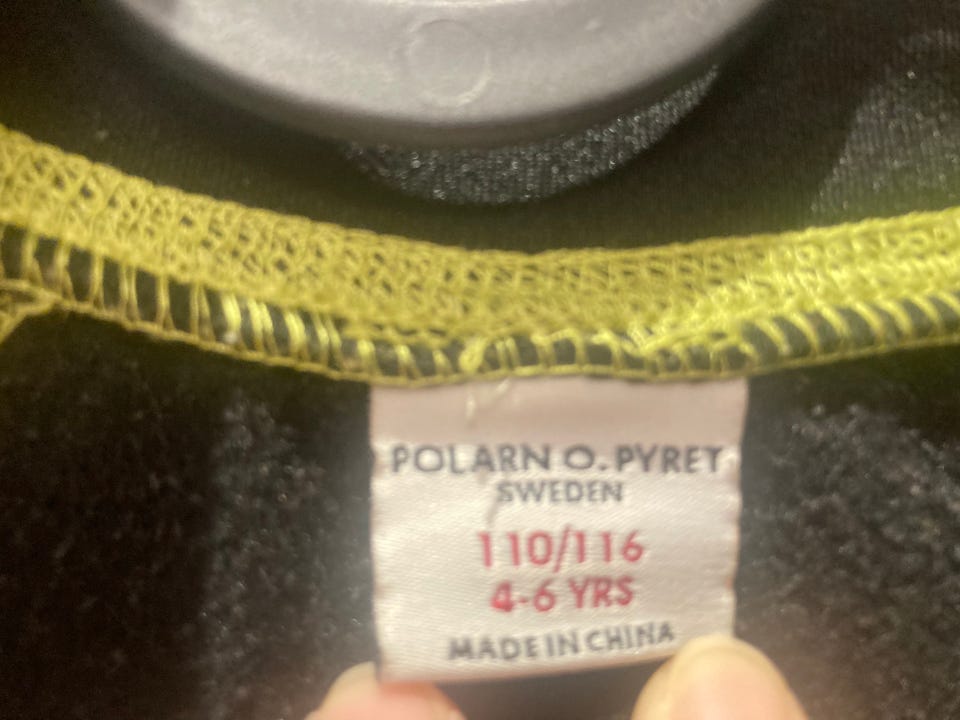 POLARN O. PYRET
SWEDEN
110/116
4-6 YRS
MADE IN CHINA